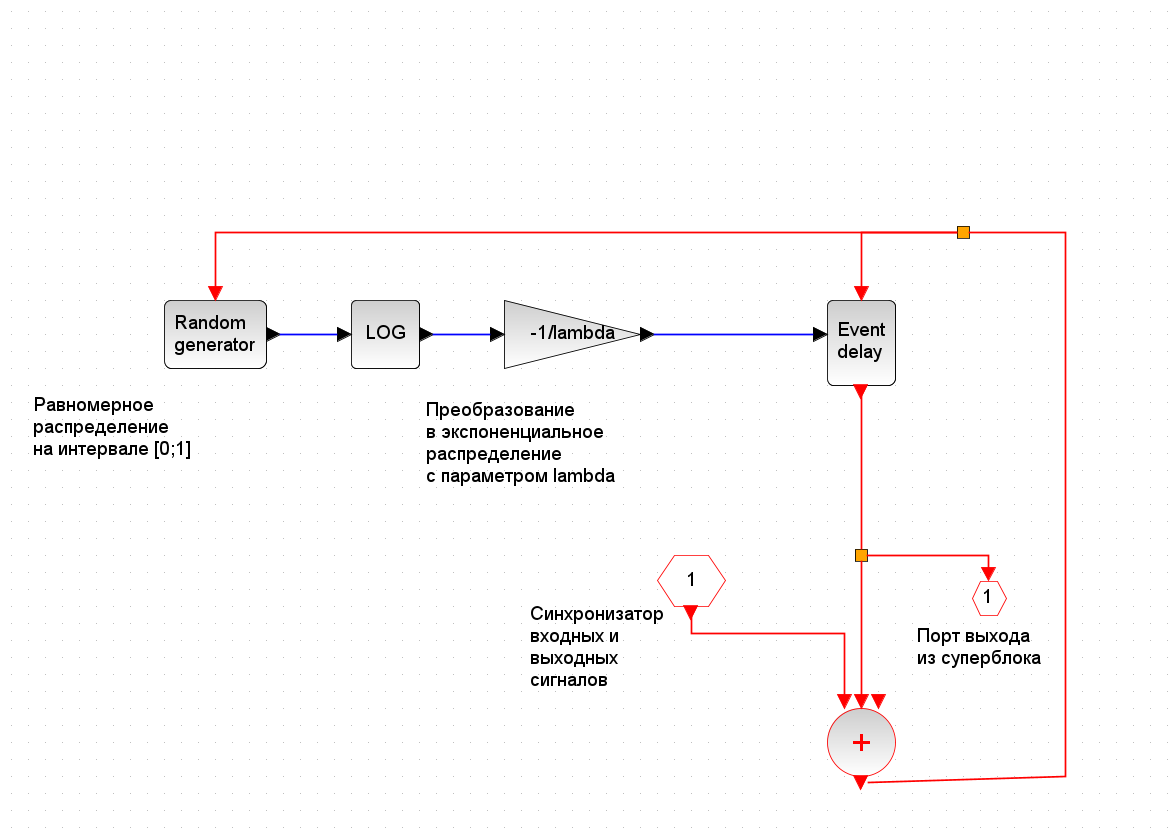 Random
generator
LOG
-1/lambda
Event
delay
Равномерное
распределение
на интервале [0;1]
Преобразование
в экспоненциальное
распределение
с параметром lambda
1
Синхронизатор
входных и
выходных
сигналов
1
Порт выхода
из суперблока
+